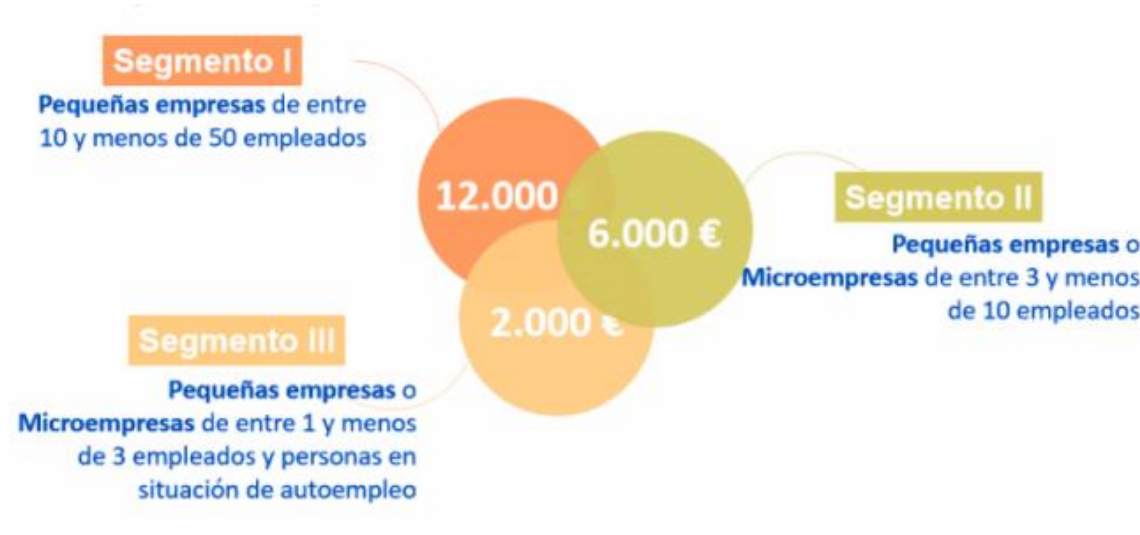 Segmento I
Pequeñas empresas de entre
10 y menos de 50 empleados
12.000
6.000 €
Segmento II
Pequeñas empresas o
Microempresas de entre 3 y menos
de 10 empleados
2.000 €
Segmento III
Pequeñas empresas o
Microempresas de entre 1 y menos
de 3 empleados y personas en
situación de autoempleo